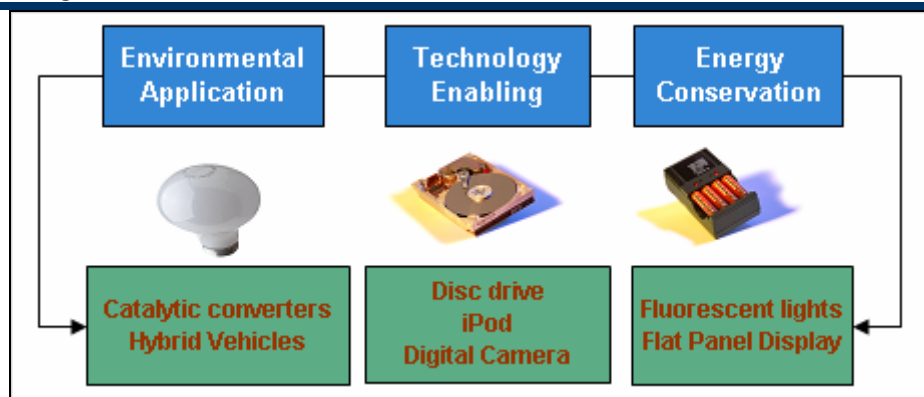 Environmental
Application
Technology
Enabling
Energy
Conservation
Catalytic converters
Hybrid Vehicles
Disc drive
iPod
Digital Camera
Fluorescent lights
Flat Panel Display